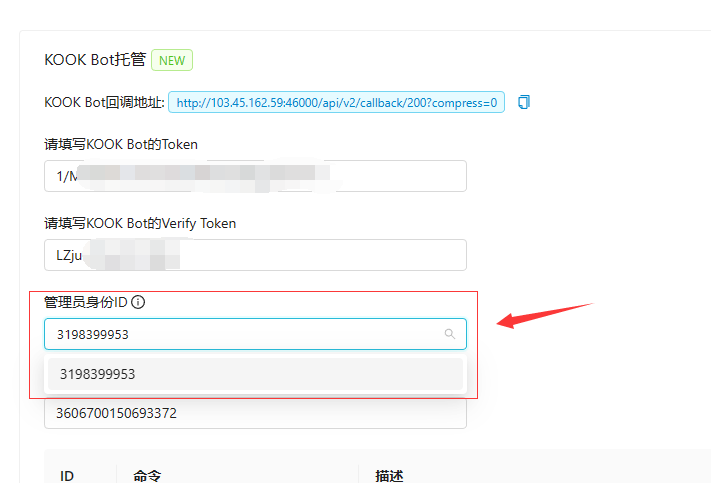 KOOK Bot托管 NEW
KOOK Bot回调地址: http://103.45.162.59:46000/api/v2/callback/200?compress=0
请填写KOOK Bot的Token
1/M
请填写KOOK Bot的Verify Token
LZju
管理员身份ID
3198399953
3198399953
3606700150693372
ID 命令 描述